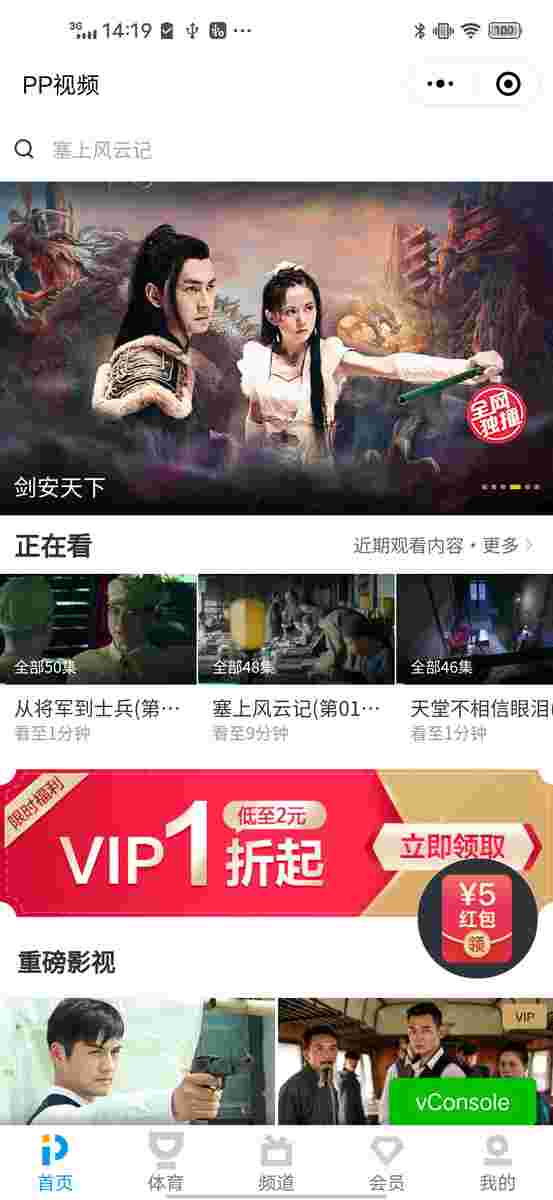 3G 14:19 100
PP视频
塞上风云记
全网
独播
剑安天下
正在看 近期观看内容·更多
全部50集 全部48集 全部46集
从将军到士兵(第… 塞上风云记(第01… 天堂不相信眼泪(
看至1分钟 看至9分钟 看至1分钟
限时福利
VIP1折起 低至2元 立即领取
¥5
红包
领
重磅影视
VIP
vConsole
首页 体育 频道 会员 我的